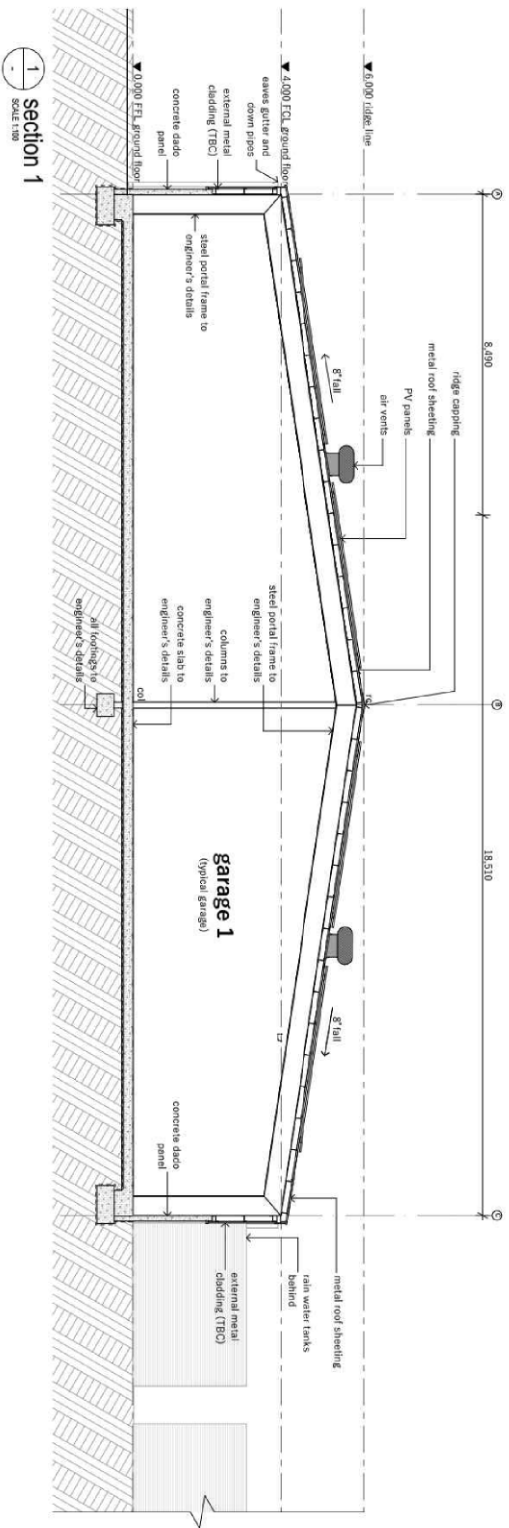 A
B
C
8,490
18,510
ridge capping
metal roof sheeting
PV panels
air vents
8° fall
8° fall
6.000 ridge line
4.000 FCL ground floor
0.000 FFL ground floor
eaves gutter and
down pipes
external metal
cladding (TBC)
concrete dado
panel
steel portal frame to
engineer's details
steel portal frame to
engineer's details
columns to
engineer's details
concrete slab to
engineer's details
all footings to
engineer's details
col
garage 1
(typical garage)
concrete dado
panel
metal roof sheeting
rain water tanks
behind
external metal
cladding (TBC)
1
-
section 1
SCALE 1:100